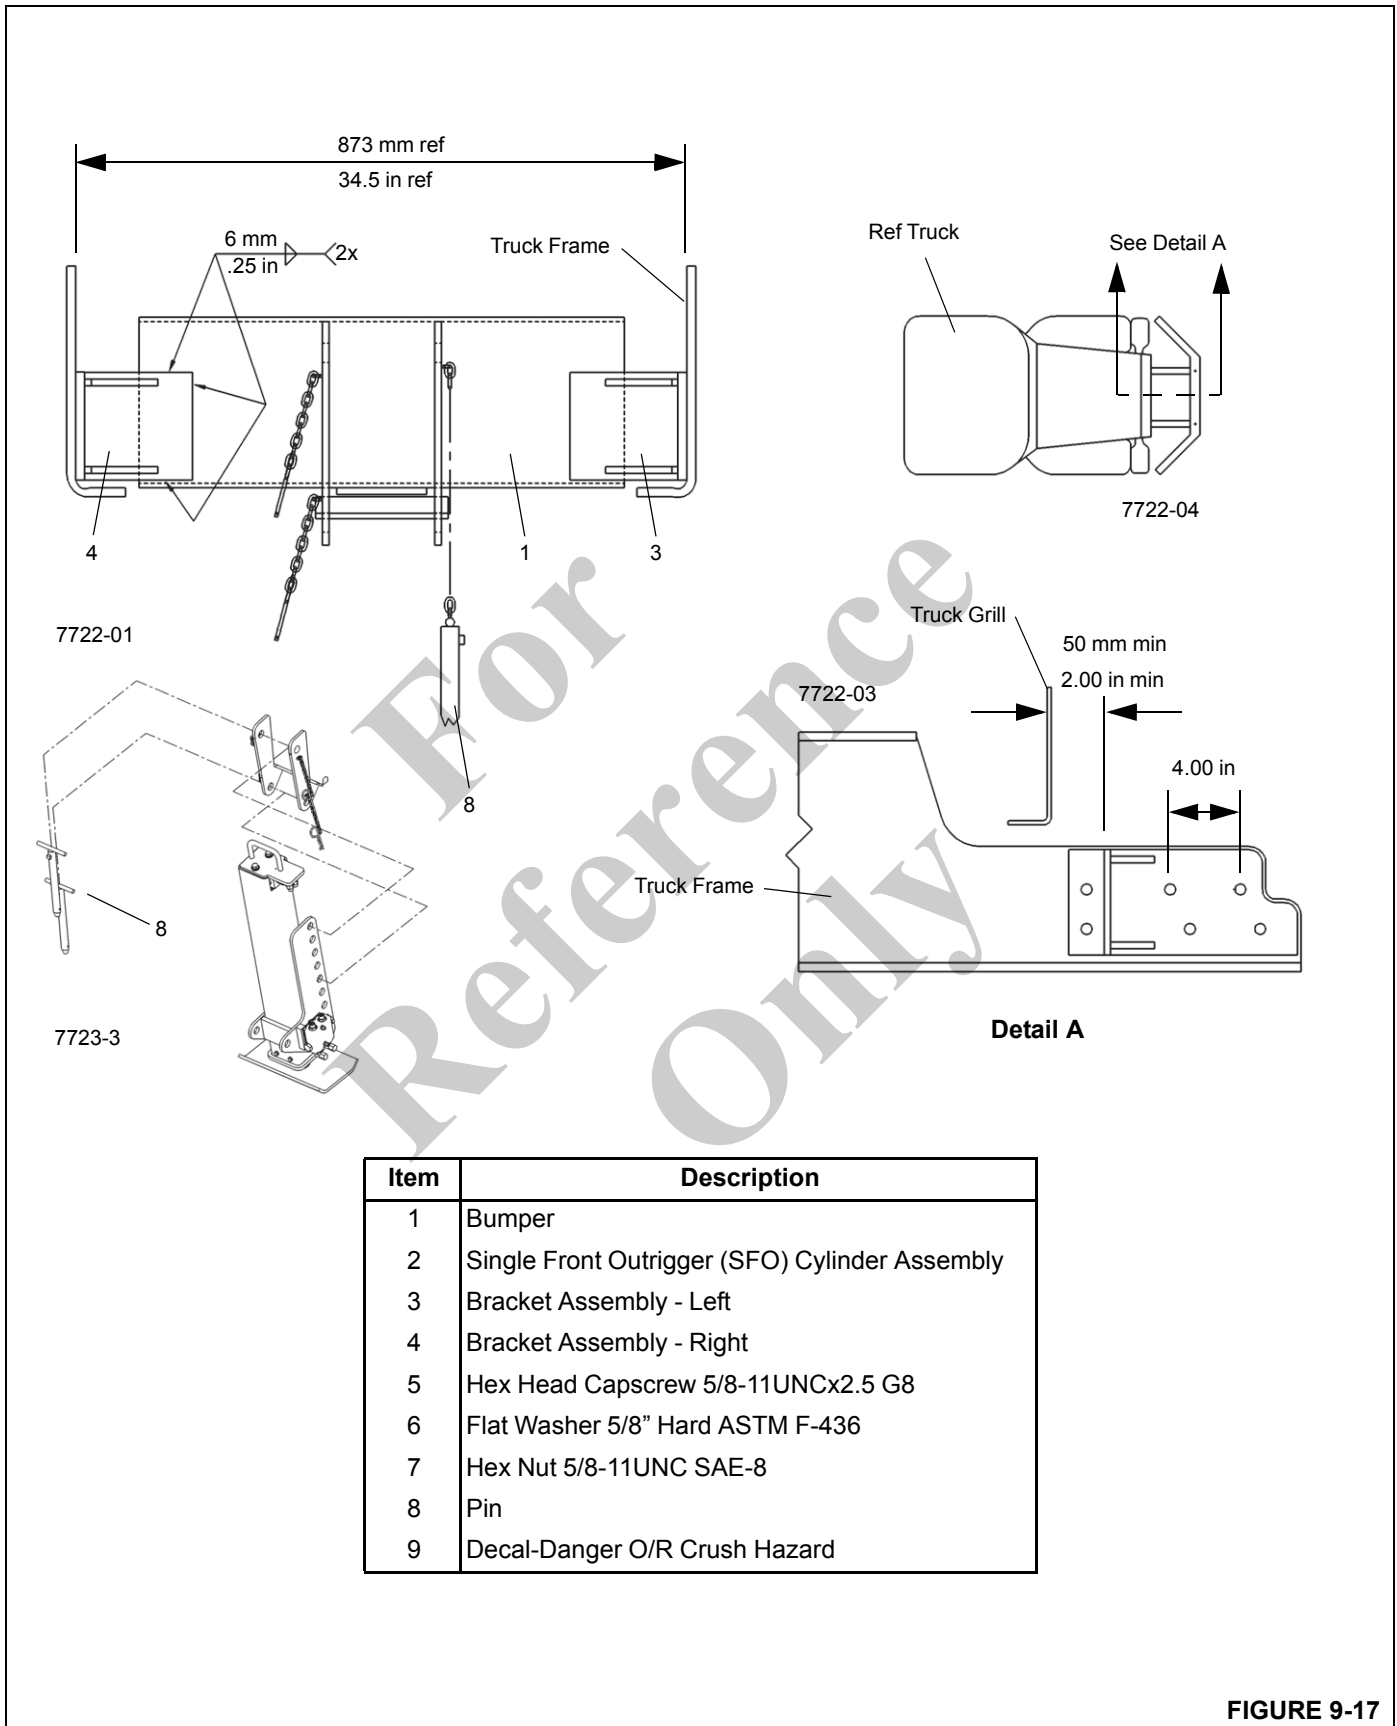 873 mm ref
34.5 in ref
6 mm
.25 in
2x
Truck Frame
4
1
3
7722-01
8
Ref Truck
See Detail A
7722-04
Truck Grill
50 mm min
2.00 in min
7722-03
4.00 in
Truck Frame
Detail A
8
7723-3
For
Reference
Only
Item Description
1 Bumper
2 Single Front Outrigger (SFO) Cylinder Assembly
3 Bracket Assembly - Left
4 Bracket Assembly - Right
5 Hex Head Capscrew 5/8-11UNCx2.5 G8
6 Flat Washer 5/8” Hard ASTM F-436
7 Hex Nut 5/8-11UNC SAE-8
8 Pin
9 Decal-Danger O/R Crush Hazard
FIGURE 9-17